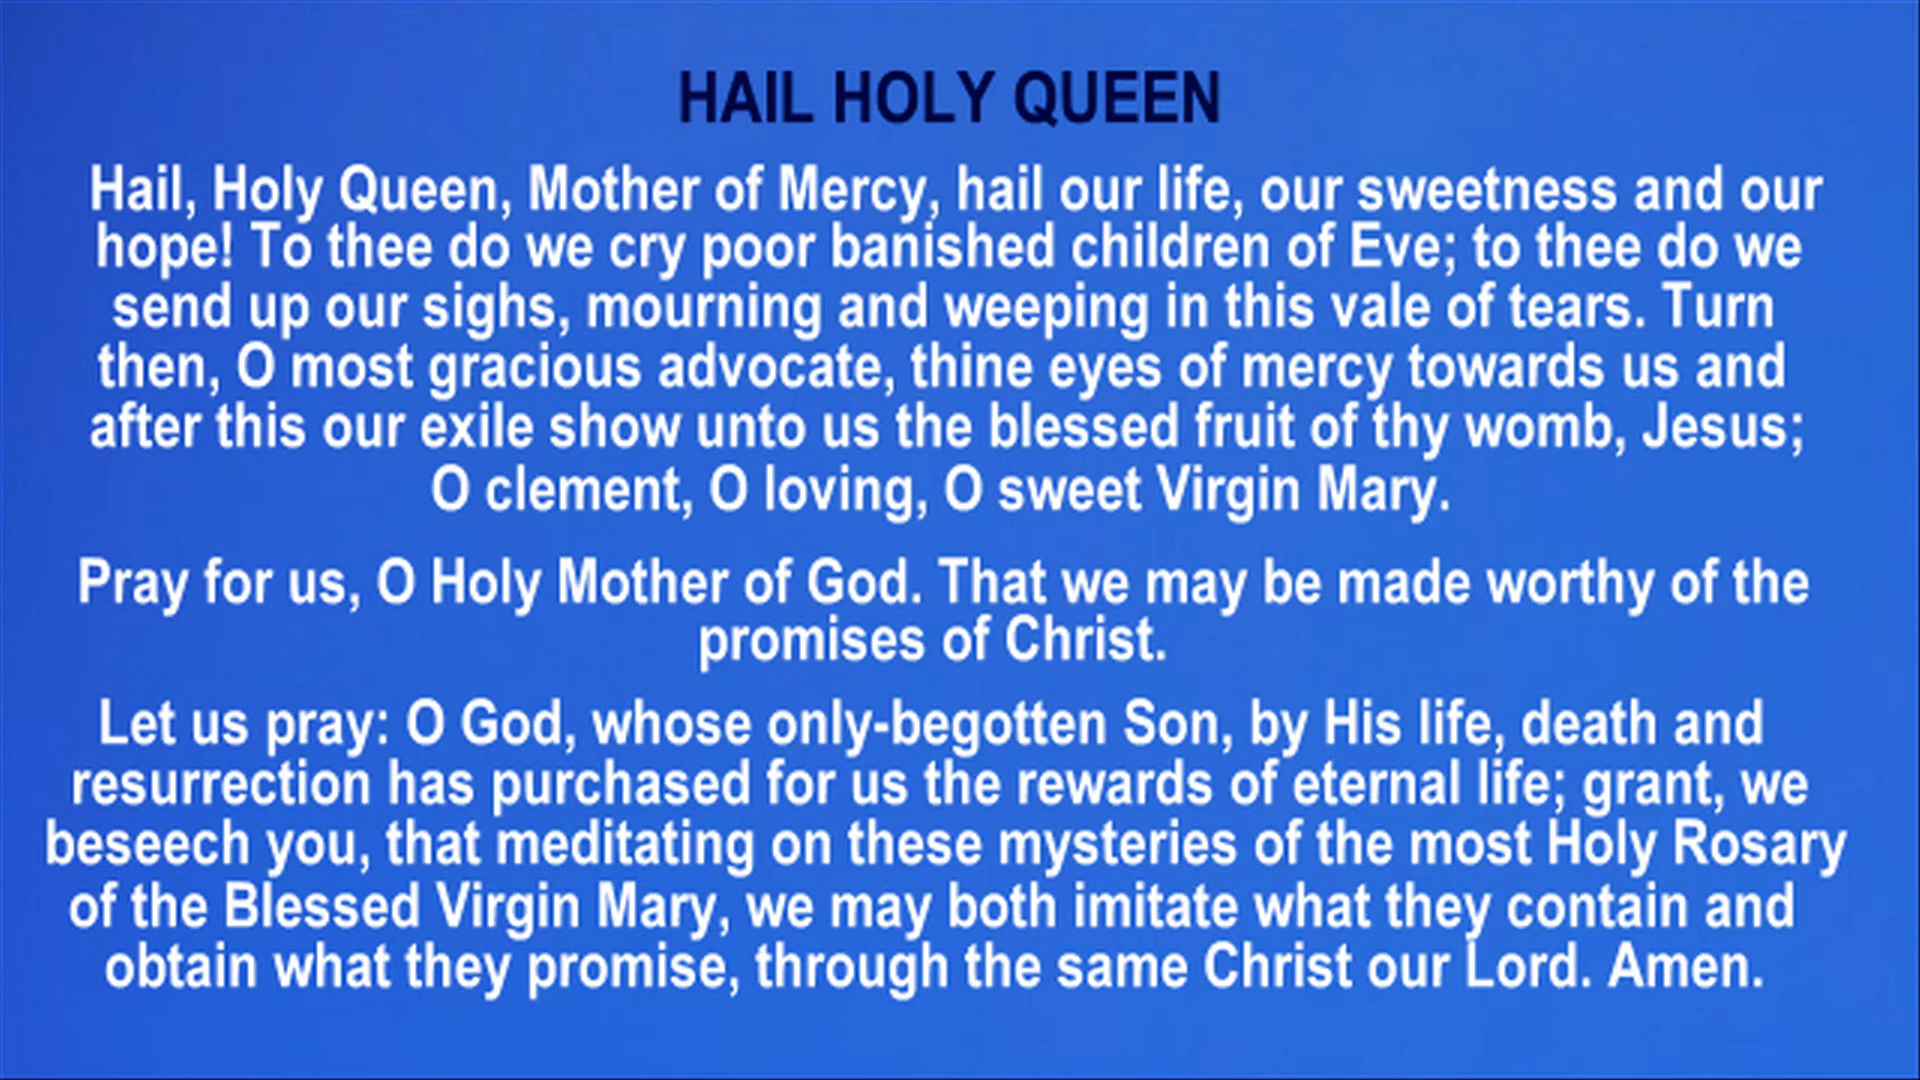 HAIL HOLY QUEEN
Hail, Holy Queen, Mother of Mercy, hail our life, our sweetness and our
hope! To thee do we cry poor banished children of Eve; to thee do we
send up our sighs, mourning and weeping in this vale of tears. Turn
then, O most gracious advocate, thine eyes of mercy towards us and
after this our exile show unto us the blessed fruit of thy womb, Jesus;
O clement, O loving, O sweet Virgin Mary.
Pray for us, O Holy Mother of God. That we may be made worthy of the
promises of Christ.
Let us pray: O God, whose only-begotten Son, by His life, death and
resurrection has purchased for us the rewards of eternal life; grant, we
beseech you, that meditating on these mysteries of the most Holy Rosary
of the Blessed Virgin Mary, we may both imitate what they contain and
obtain what they promise, through the same Christ our Lord. Amen.